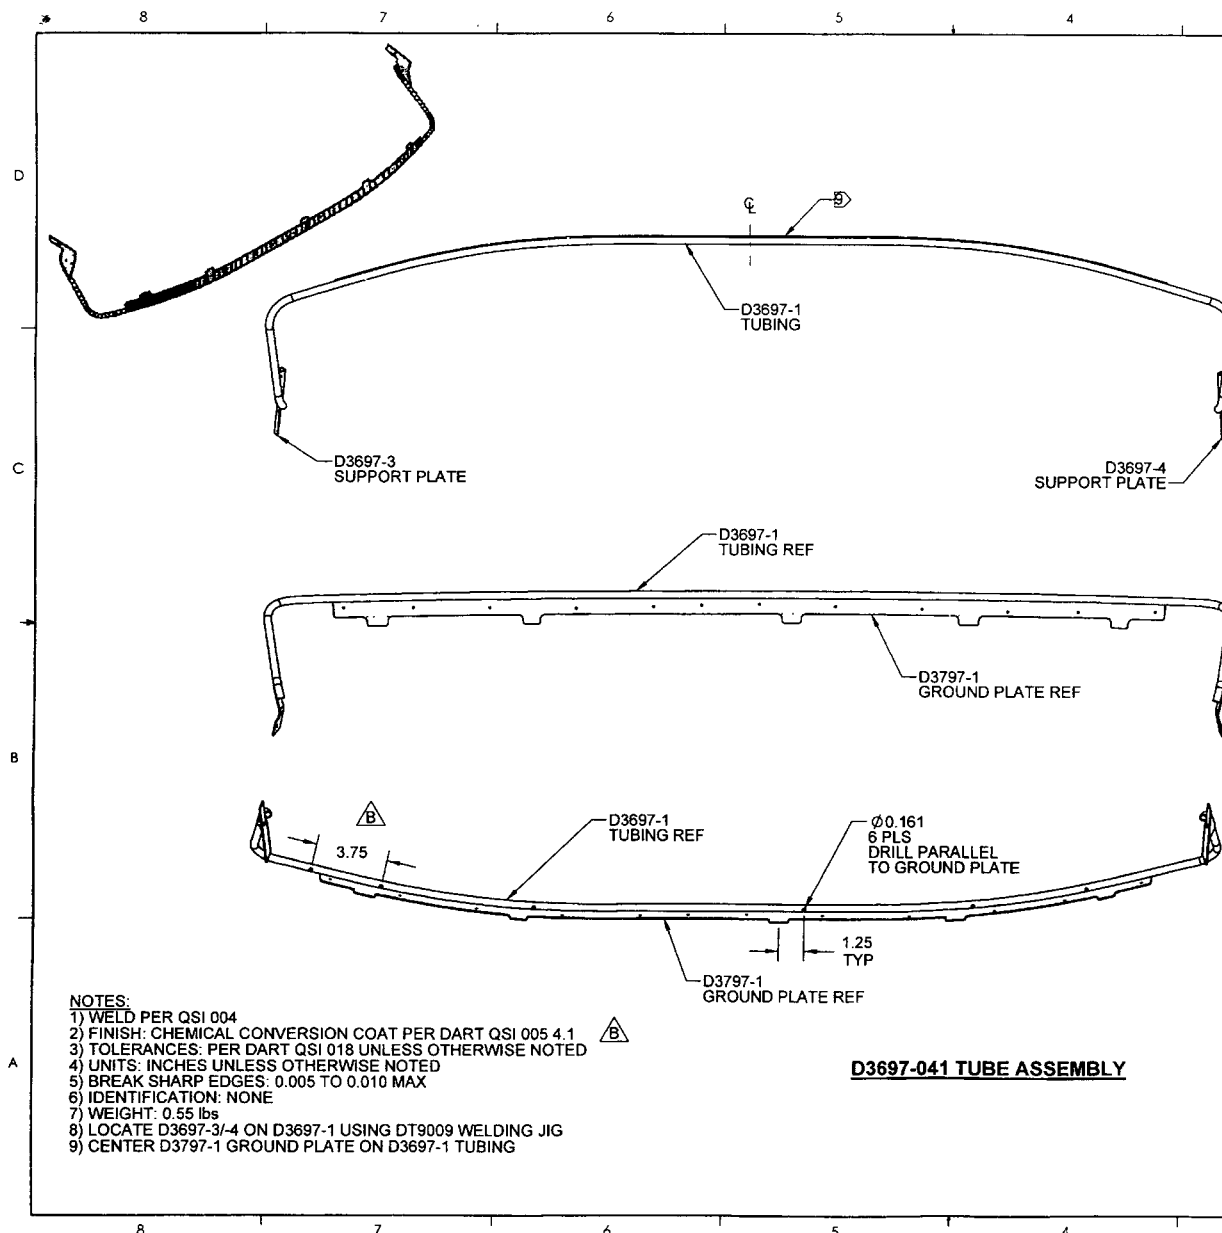 8 7 6 5 4
D
C
B
A
℄
9
D3697-1
TUBING
D3697-3
SUPPORT PLATE
D3697-4
SUPPORT PLATE
D3697-1
TUBING REF
D3797-1
GROUND PLATE REF
B
3.75
D3697-1
TUBING REF
Ø0.161
6 PLS
DRILL PARALLEL
TO GROUND PLATE
1.25
TYP
D3797-1
GROUND PLATE REF
NOTES:
1) WELD PER QSI 004
2) FINISH: CHEMICAL CONVERSION COAT PER DART QSI 005 4.1
B
3) TOLERANCES: PER DART QSI 018 UNLESS OTHERWISE NOTED
4) UNITS: INCHES UNLESS OTHERWISE NOTED
5) BREAK SHARP EDGES: 0.005 TO 0.010 MAX
6) IDENTIFICATION: NONE
7) WEIGHT: 0.55 lbs
8) LOCATE D3697-3/-4 ON D3697-1 USING DT9009 WELDING JIG
9) CENTER D3797-1 GROUND PLATE ON D3697-1 TUBING
D3697-041 TUBE ASSEMBLY
8 7 6 5 4